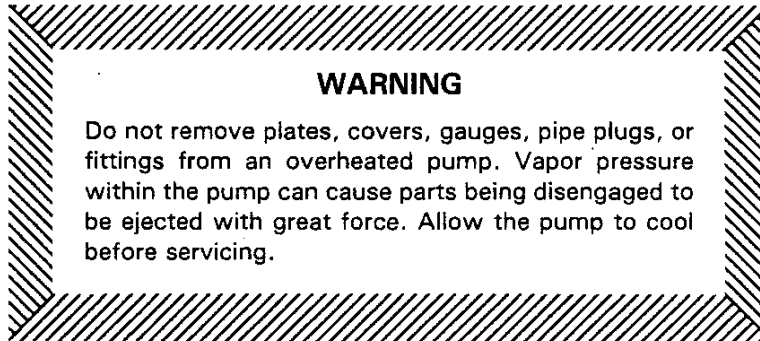 WARNING
Do not remove plates, covers, gauges, pipe plugs, or
fittings from an overheated pump. Vapor pressure
within the pump can cause parts being disengaged to
be ejected with great force. Allow the pump to cool
before servicing.